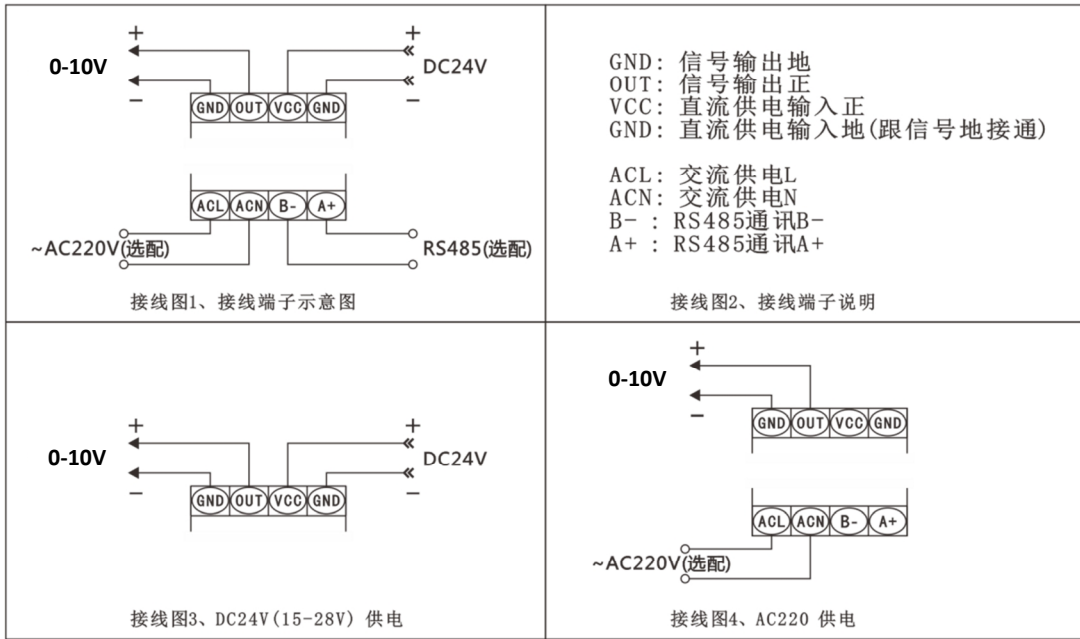 + +
0-10V DC24V
− −
GND OUT VCC GND
ACL ACN B- A+
~AC220V(选配) RS485(选配)
接线图1、接线端子示意图
GND: 信号输出地
OUT: 信号输出正
VCC: 直流供电输入正
GND: 直流供电输入地(跟信号地接通)
ACL: 交流供电L
ACN: 交流供电N
B- : RS485通讯B-
A+ : RS485通讯A+
接线图2、接线端子说明
+ +
0-10V DC24V
− −
GND OUT VCC GND
接线图3、DC24V(15-28V) 供电
+
0-10V
−
GND OUT VCC GND
ACL ACN B- A+
~AC220V(选配)
接线图4、AC220 供电